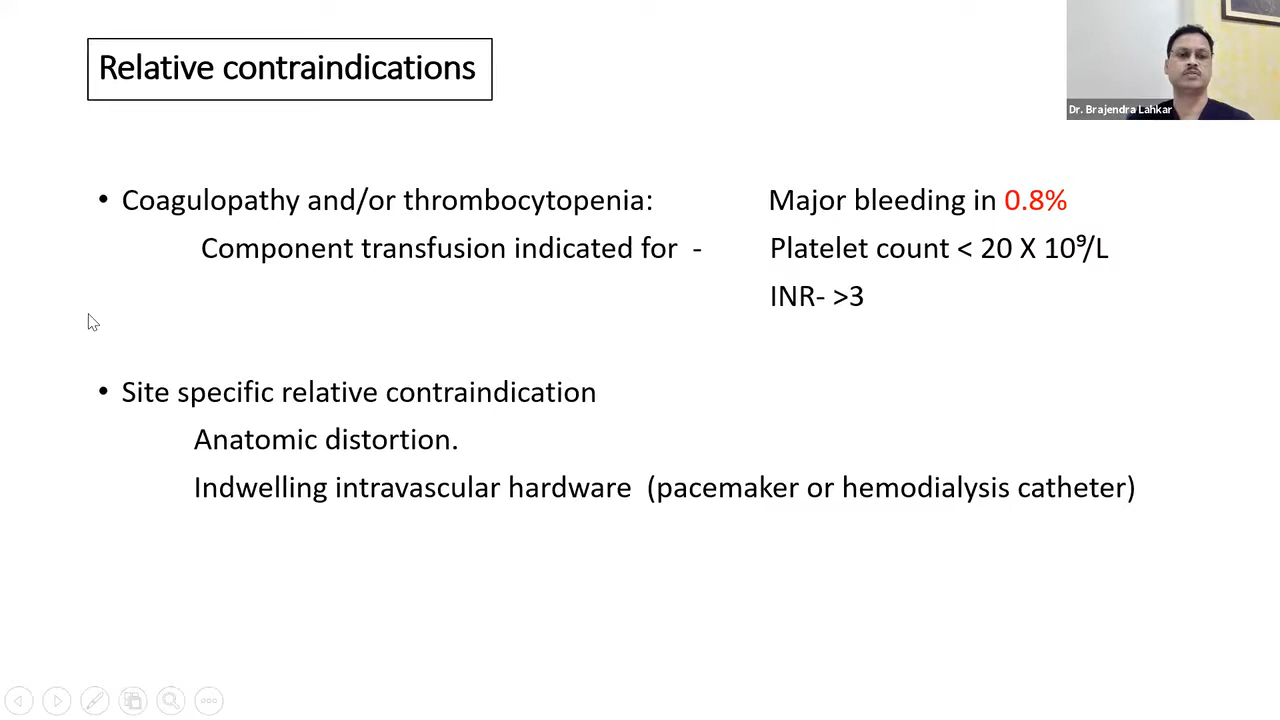 Relative contraindications
Dr. Brajendra Lahkar
• Coagulopathy and/or thrombocytopenia: Major bleeding in 0.8%
Component transfusion indicated for - Platelet count < 20 X 10⁹/L
INR- >3
• Site specific relative contraindication
Anatomic distortion.
Indwelling intravascular hardware (pacemaker or hemodialysis catheter)